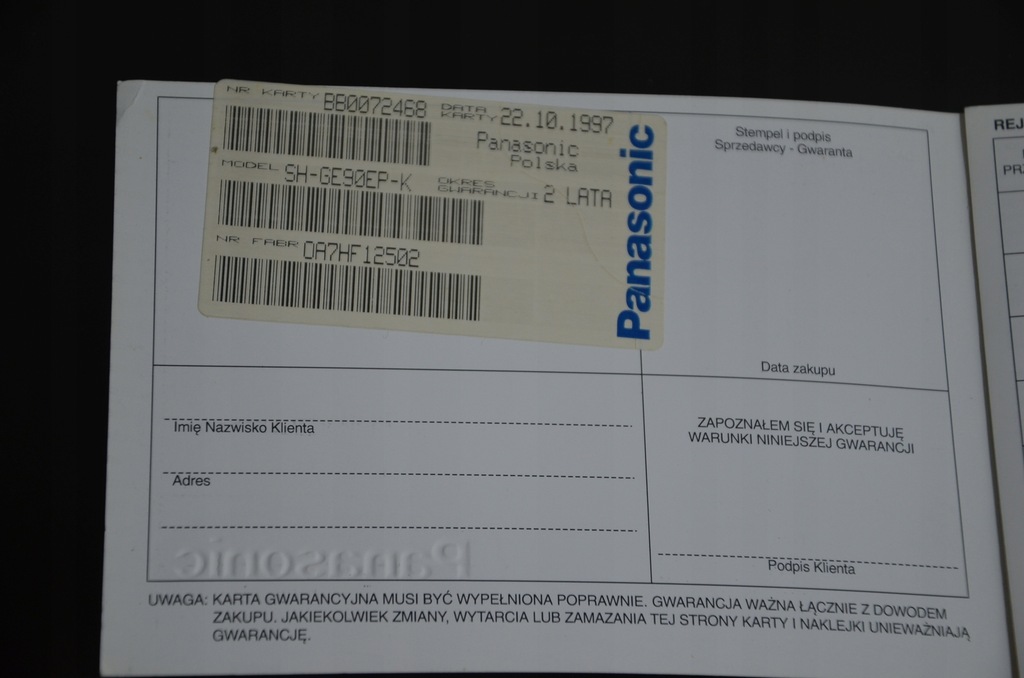 NR KARTY BB0072468 DATA KARTY 22.10.1997
Panasonic
Polska
MODEL SH-GE90EP-K OKRES GWARANCJI 2 LATA
NR FABR OA7HF12502
Panasonic
Stempel i podpis
Sprzedawcy - Gwaranta
Data zakupu
Imię Nazwisko Klienta
Adres
ZAPOZNAŁEM SIĘ I AKCEPTUJĘ
WARUNKI NINIEJSZEJ GWARANCJI
Podpis Klienta
Panasonic
UWAGA: KARTA GWARANCYJNA MUSI BYĆ WYPEŁNIONA POPRAWNIE. GWARANCJA WAŻNA ŁĄCZNIE Z DOWODEM
ZAKUPU. JAKIEKOLWIEK ZMIANY, WYTARCIA LUB ZAMAZANIA TEJ STRONY KARTY I NAKLEJKI UNIEWAŻNIAJĄ
GWARANCJĘ.
REJ
PRZ